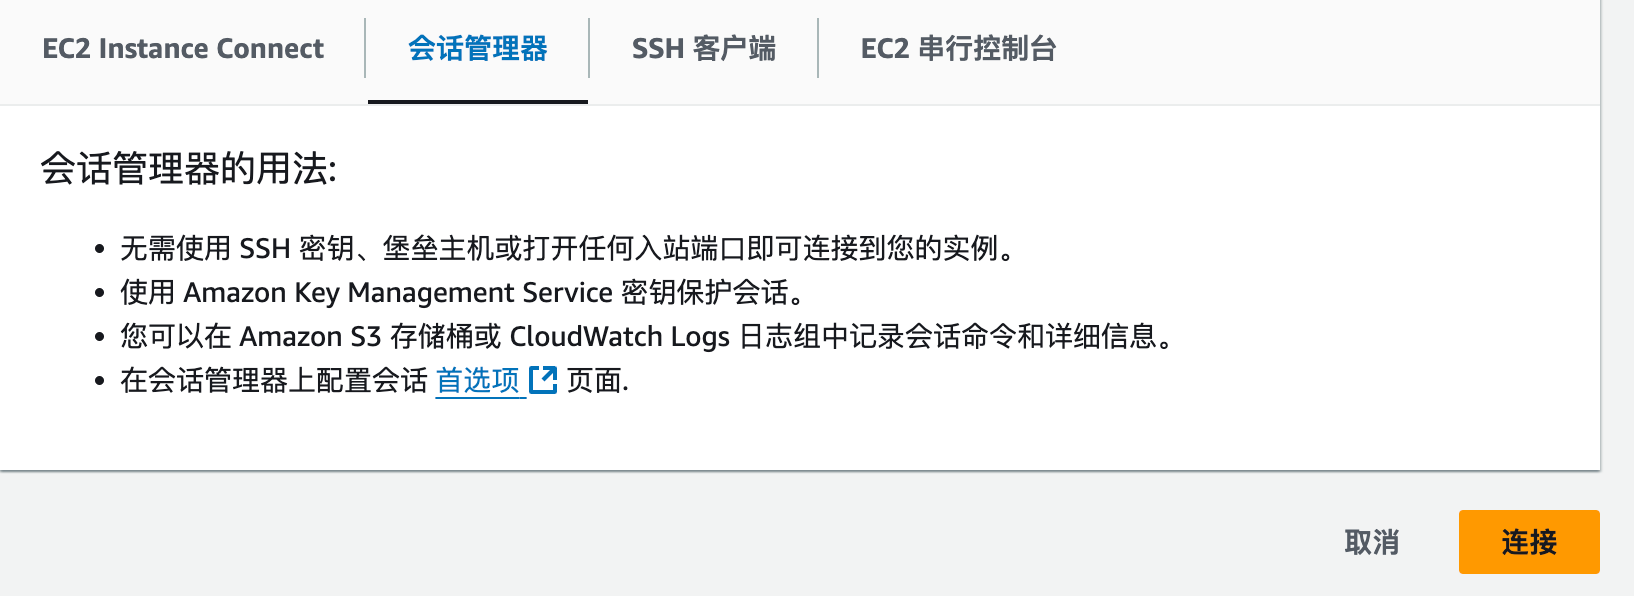 EC2 Instance Connect
会话管理器
SSH 客户端
EC2 串行控制台
会话管理器的用法:
无需使用 SSH 密钥、堡垒主机或打开任何入站端口即可连接到您的实例。
使用 Amazon Key Management Service 密钥保护会话。
您可以在 Amazon S3 存储桶或 CloudWatch Logs 日志组中记录会话命令和详细信息。
在会话管理器上配置会话 首选项 页面.
取消
连接